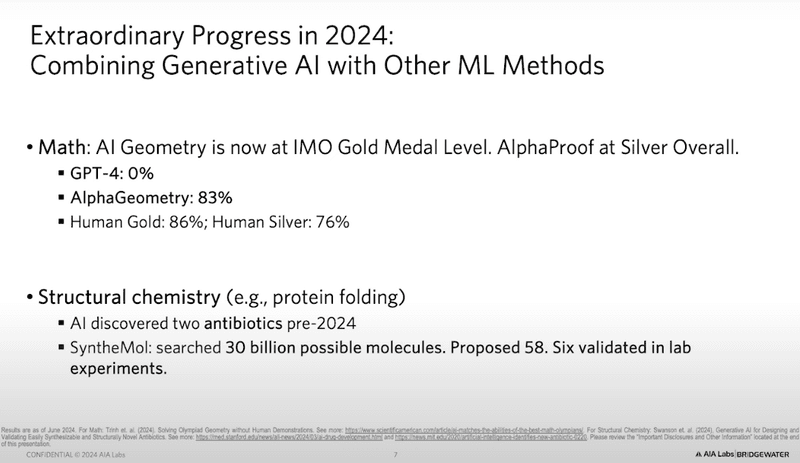 Extraordinary Progress in 2024:
Combining Generative AI with Other ML Methods
• Math: AI Geometry is now at IMO Gold Medal Level. AlphaProof at Silver Overall.
▪ GPT-4: 0%
▪ AlphaGeometry: 83%
▪ Human Gold: 86%; Human Silver: 76%
• Structural chemistry (e.g., protein folding)
▪ AI discovered two antibiotics pre-2024
▪ SyntheMol: searched 30 billion possible molecules. Proposed 58. Six validated in lab
experiments.
Results are as of June 2024. For Math: Trinh et. al. (2024), Solving Olympiad Geometry without Human Demonstrations. See more: https://www.scientificamerican.com/article/ai-matches-the-abilities-of-the-best-math-olympians/. For Structural Chemistry: Swanson et. al. (2024), Generative AI for Designing and
Validating Easily Synthesizable and Structurally Novel Antibiotics. See more: https://med.stanford.edu/news/all-news/2024/03/ai-drug-development.html and https://news.mit.edu/2020/artificial-intelligence-identifies-new-antibiotic-0220. Please review the "Important Disclosures and Other Information" located at the end
of this presentation.
CONFIDENTIAL © 2024 AIA Labs
7
AIA Labs | BRIDGEWATER